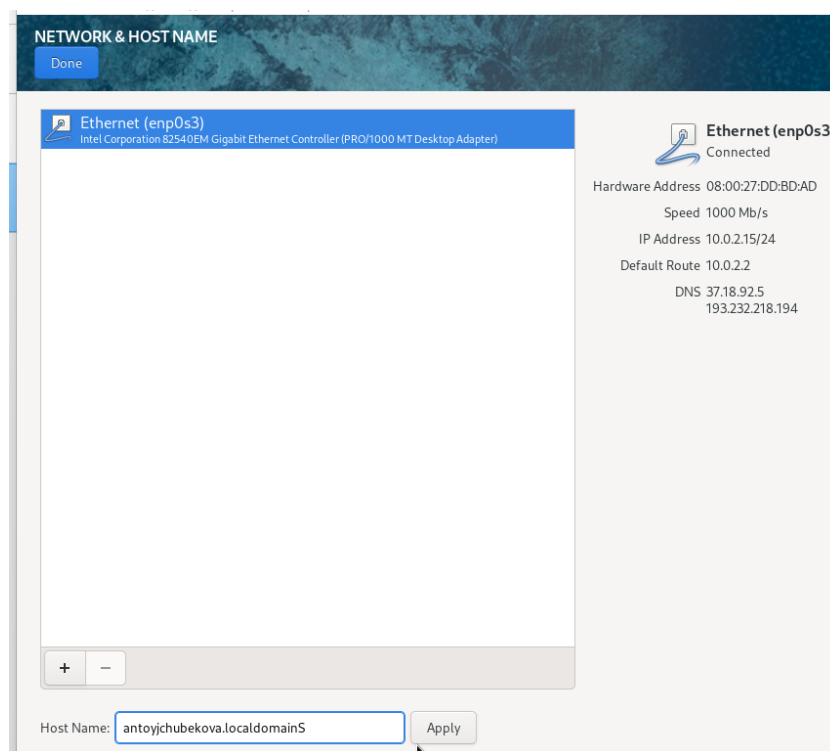 NETWORK & HOST NAME
Done
Ethernet (enp0s3)
Intel Corporation 82540EM Gigabit Ethernet Controller (PRO/1000 MT Desktop Adapter)
Ethernet (enp0s3
Connected
Hardware Address 08:00:27:DD:BD:AD
Speed 1000 Mb/s
IP Address 10.0.2.15/24
Default Route 10.0.2.2
DNS 37.18.92.5
193.232.218.194
+ −
Host Name: antoyjchubekova.localdomainS Apply